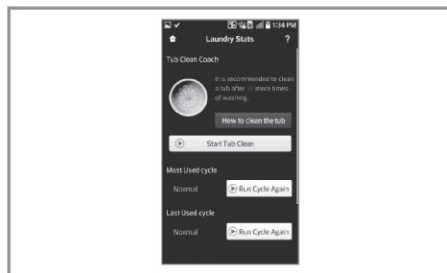 1:34 PM
Laundry Stats ?
Tub Clean Coach
It is recommended to clean
a tub after more times
of washing.
How to clean the tub
Start Tub Clean
Most Used cycle
Normal Run Cycle Again
Last Used cycle
Normal Run Cycle Again